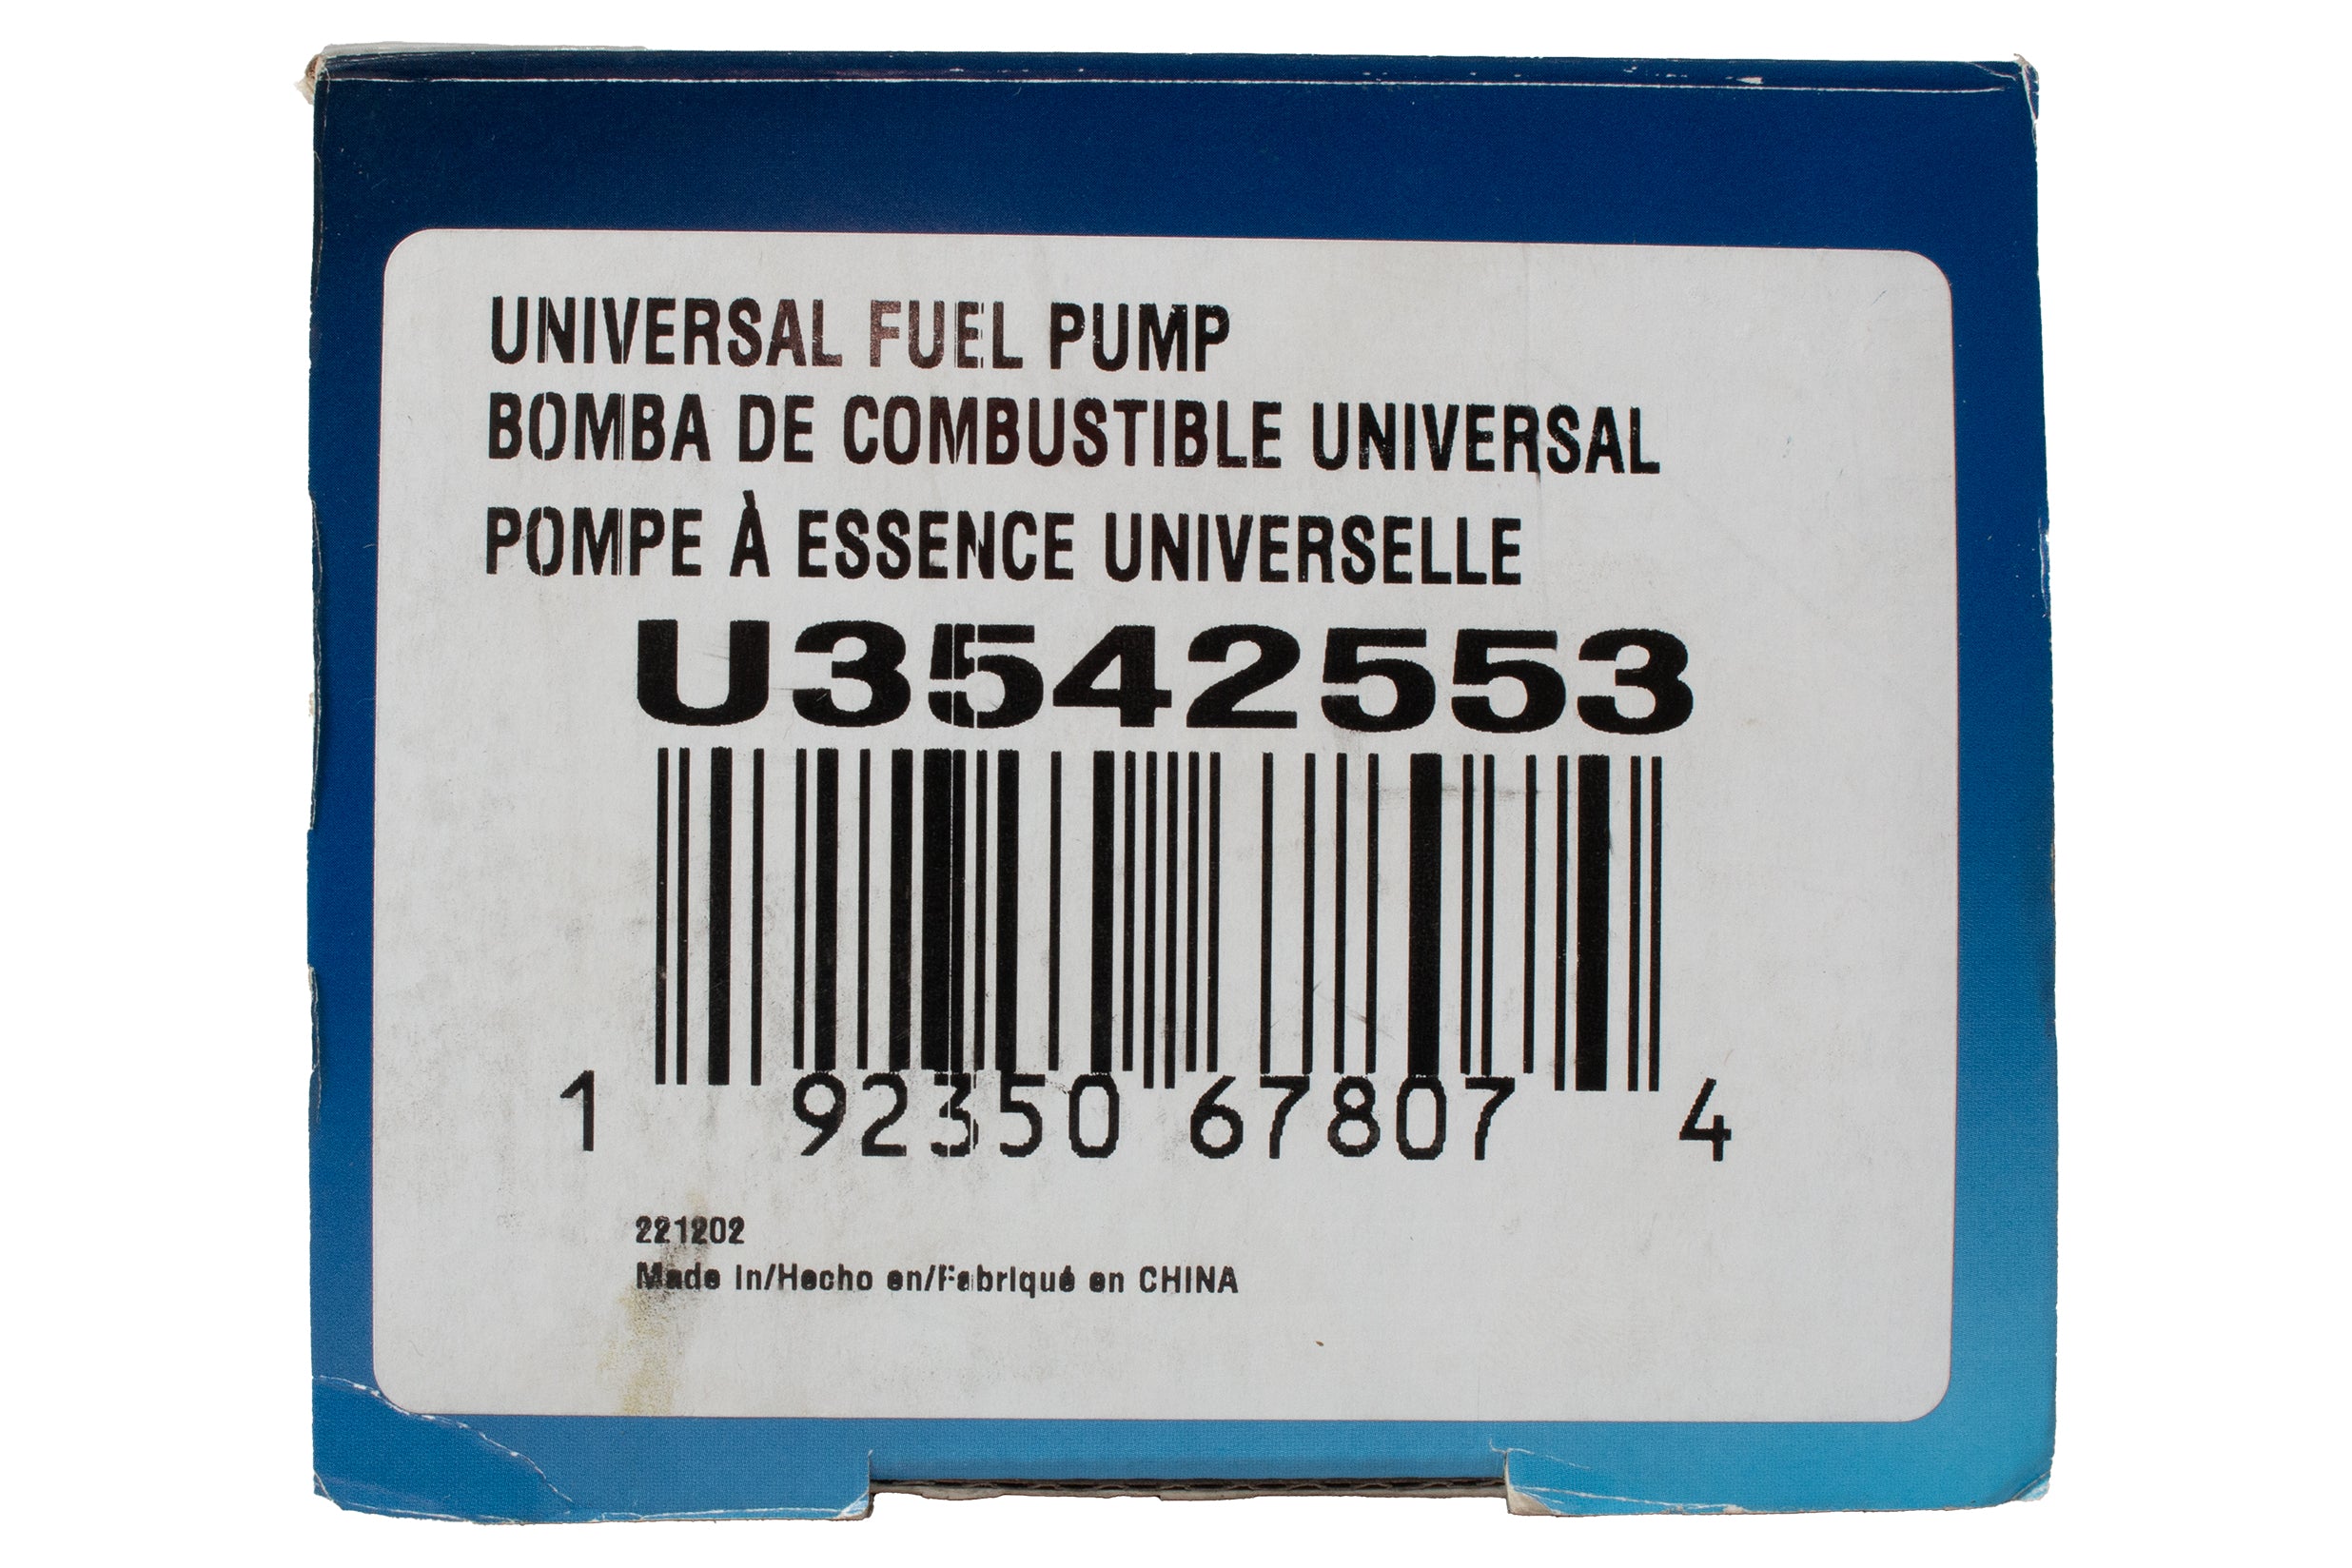 UNIVERSAL FUEL PUMP
BOMBA DE COMBUSTIBLE UNIVERSAL
POMPE À ESSENCE UNIVERSELLE
U3542553
1 92350 67807 4
221202
Made in/Hecho en/Fabriqué en CHINA